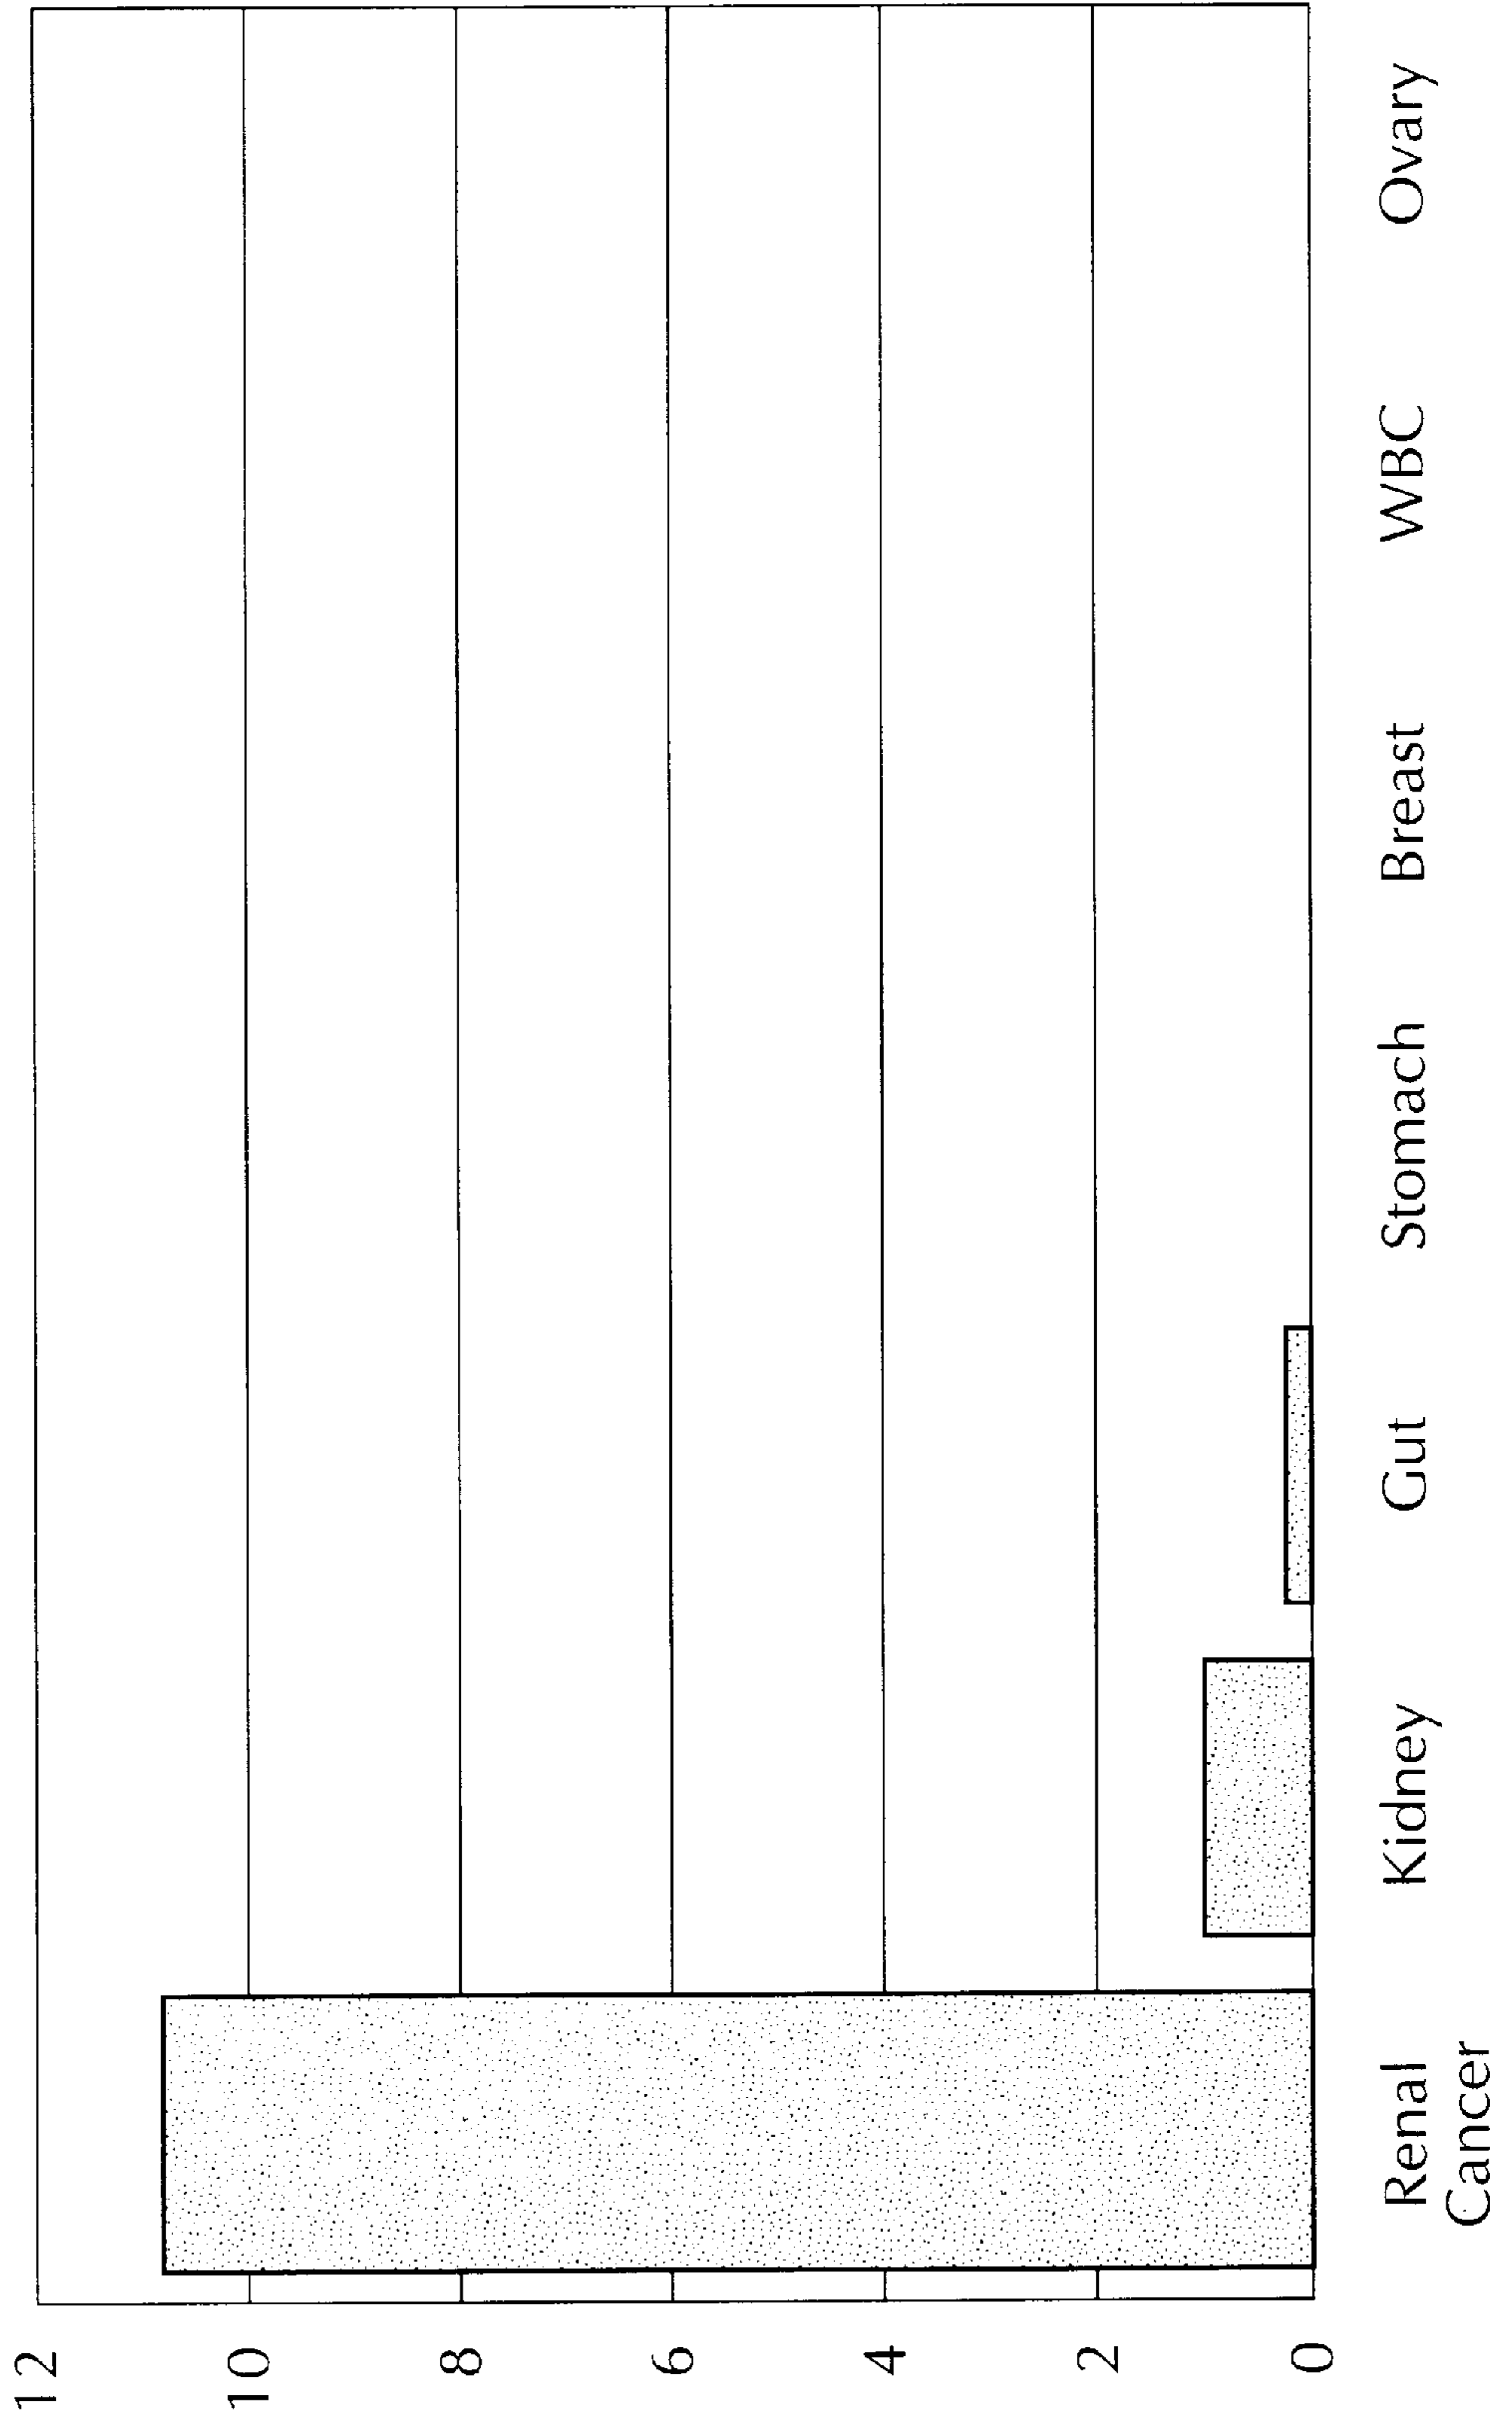 12
10
8
6
4
2
0
Renal
Cancer
Kidney
Gut
Stomach
Breast
WBC
Ovary